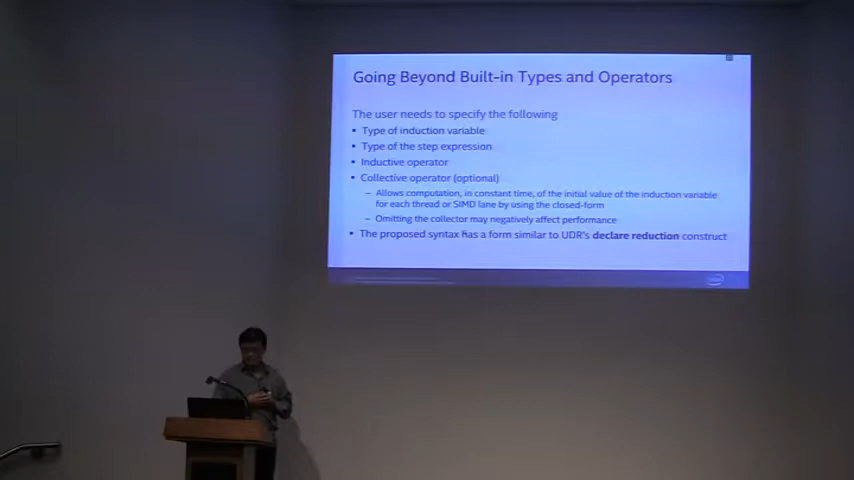 Going Beyond Built-in Types and Operators
The user needs to specify the following
▪ Type of induction variable
▪ Type of the step expression
▪ Inductive operator
▪ Collective operator (optional)
– Allows computation, in constant time, of the initial value of the induction variable
for each thread or SIMD lane by using the closed-form
– Omitting the collector may negatively affect performance
▪ The proposed syntax has a form similar to UDR's declare reduction construct